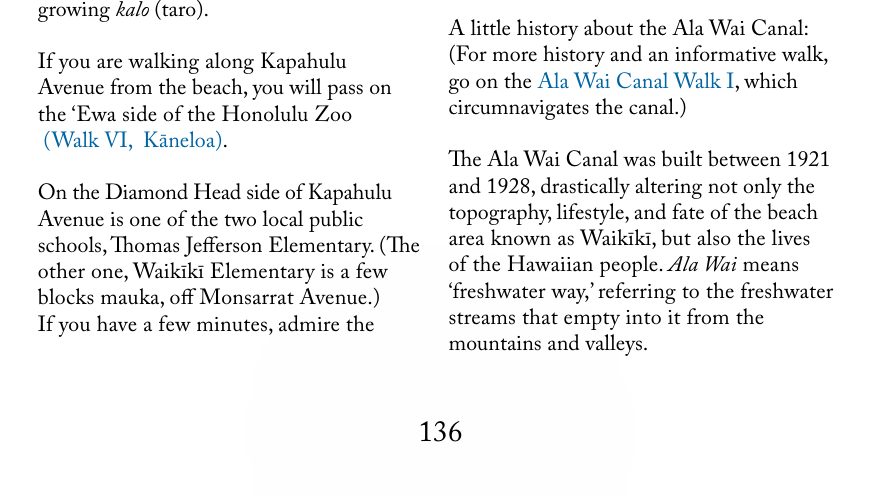 growing kalo (taro).
If you are walking along Kapahulu
Avenue from the beach, you will pass on
the ‘Ewa side of the Honolulu Zoo
(Walk VI,  Kāneloa).
On the Diamond Head side of Kapahulu
Avenue is one of the two local public
schools, Thomas Jefferson Elementary. (The
other one, Waikīkī Elementary is a few
blocks mauka, off Monsarrat Avenue.)
If you have a few minutes, admire the
A little history about the Ala Wai Canal:
(For more history and an informative walk,
go on the Ala Wai Canal Walk I, which
circumnavigates the canal.)
The Ala Wai Canal was built between 1921
and 1928, drastically altering not only the
topography, lifestyle, and fate of the beach
area known as Waikīkī, but also the lives
of the Hawaiian people. Ala Wai means
‘freshwater way,’ referring to the freshwater
streams that empty into it from the
mountains and valleys.
136